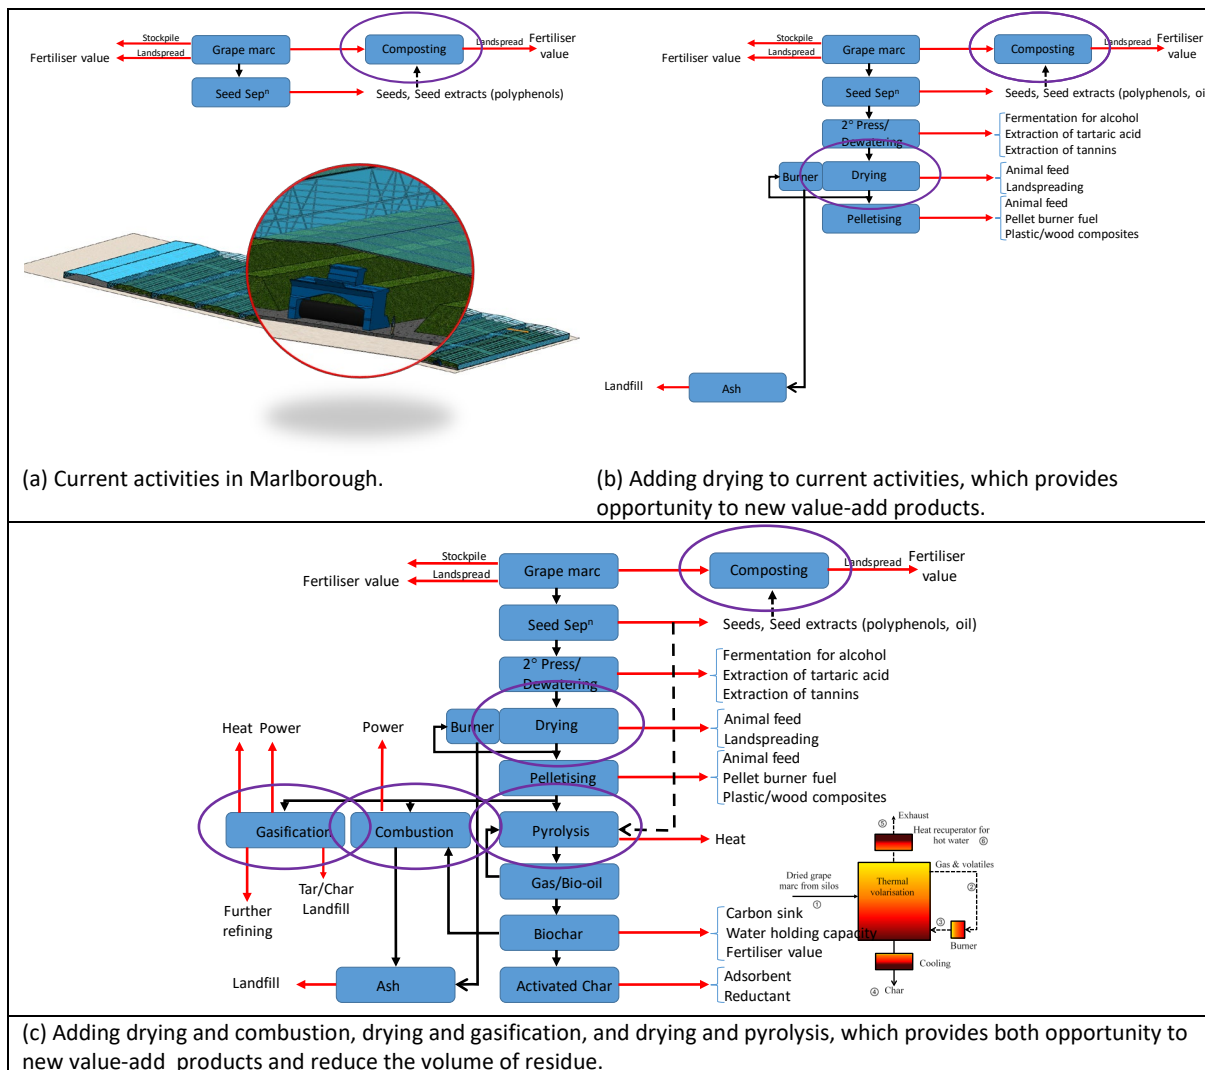 Stockpile
Landspread
Fertiliser value
Grape marc
Composting
Landspread
Fertiliser
value
Seed Sepⁿ
Seeds, Seed extracts (polyphenols)
(a) Current activities in Marlborough.
Stockpile
Landspread
Fertiliser value
Grape marc
Composting
Landspread
Fertiliser
value
Seed Sepⁿ
Seeds, Seed extracts (polyphenols, oil
2° Press/
Dewatering
Fermentation for alcohol
Extraction of tartaric acid
Extraction of tannins
Burner
Drying
Animal feed
Landspreading
Pelletising
Animal feed
Pellet burner fuel
Plastic/wood composites
Landfill
Ash
(b) Adding drying to current activities, which provides
opportunity to new value-add products.
Stockpile
Landspread
Fertiliser value
Grape marc
Composting
Landspread
Fertiliser
value
Seed Sepⁿ
Seeds, Seed extracts (polyphenols, oil)
2° Press/
Dewatering
Fermentation for alcohol
Extraction of tartaric acid
Extraction of tannins
Burner
Drying
Animal feed
Landspreading
Heat Power
Power
Pelletising
Animal feed
Pellet burner fuel
Plastic/wood composites
Gasification
Combustion
Pyrolysis
Heat
Tar/Char
Landfill
Further
refining
Gas/Bio-oil
Biochar
Carbon sink
Water holding capacity
Fertiliser value
Landfill
Ash
Activated Char
Adsorbent
Reductant
Exhaust
⑤
Heat recuperator for
hot water ⑥
Gas & volatiles
Dried grape
marc from silos
①
Thermal
volarisation
②
③
Burner
Cooling
④ Char
(c) Adding drying and combustion, drying and gasification, and drying and pyrolysis, which provides both opportunity to
new value-add products and reduce the volume of residue.